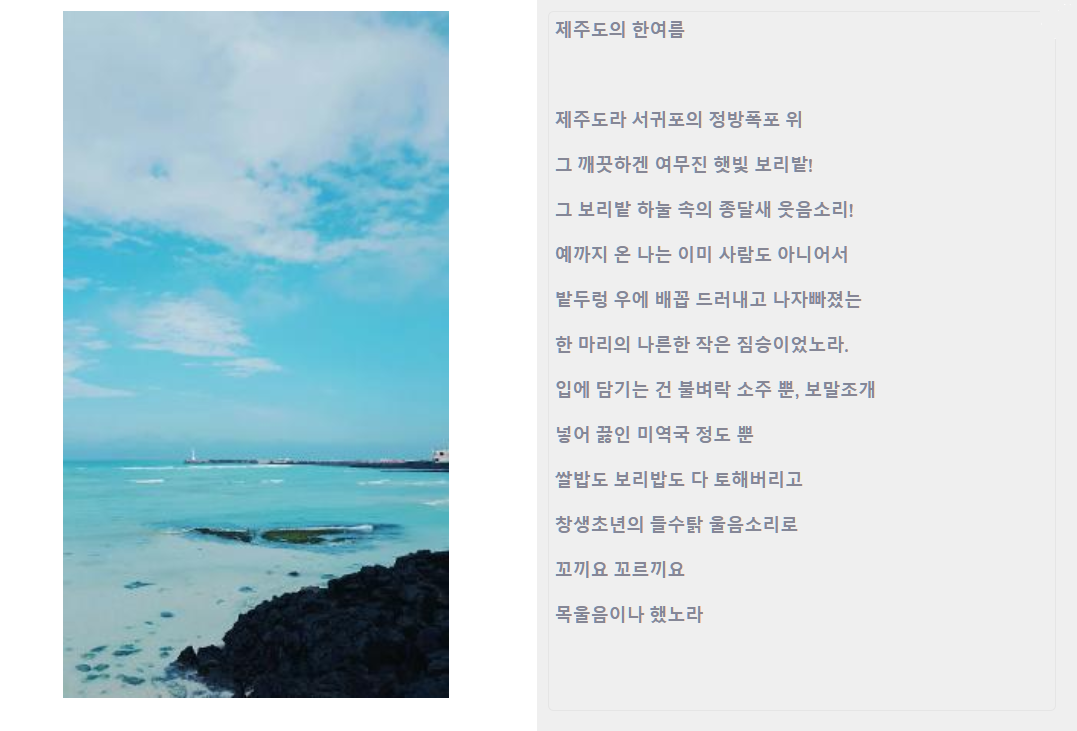 제주도의 한여름
제주도라 서귀포의 정방폭포 위
그 깨끗하겐 여무진 햇빛 보리밭!
그 보리밭 하눌 속의 종달새 웃음소리!
예까지 온 나는 이미 사람도 아니어서
밭두렁 우에 배꼽 드러내고 나자빠졌는
한 마리의 나른한 작은 짐승이었노라.
입에 담기는 건 불벼락 소주 뿐, 보말조개
넣어 끓인 미역국 정도 뿐
쌀밥도 보리밥도 다 토해버리고
창생초년의 들수탉 울음소리로
꼬끼요 꼬르끼요
목울음이나 했노라